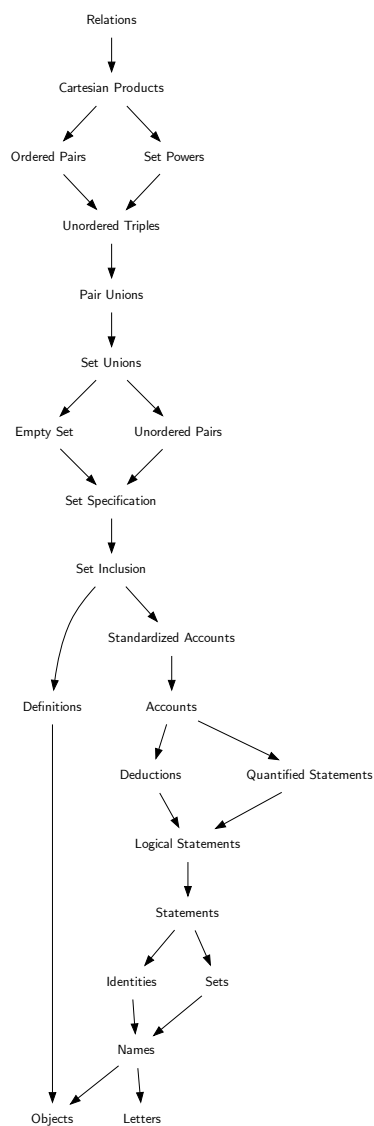 Relations
Cartesian Products
Ordered Pairs
Set Powers
Unordered Triples
Pair Unions
Set Unions
Empty Set
Unordered Pairs
Set Specification
Set Inclusion
Standardized Accounts
Definitions
Accounts
Deductions
Quantified Statements
Logical Statements
Statements
Identities
Sets
Names
Objects
Letters